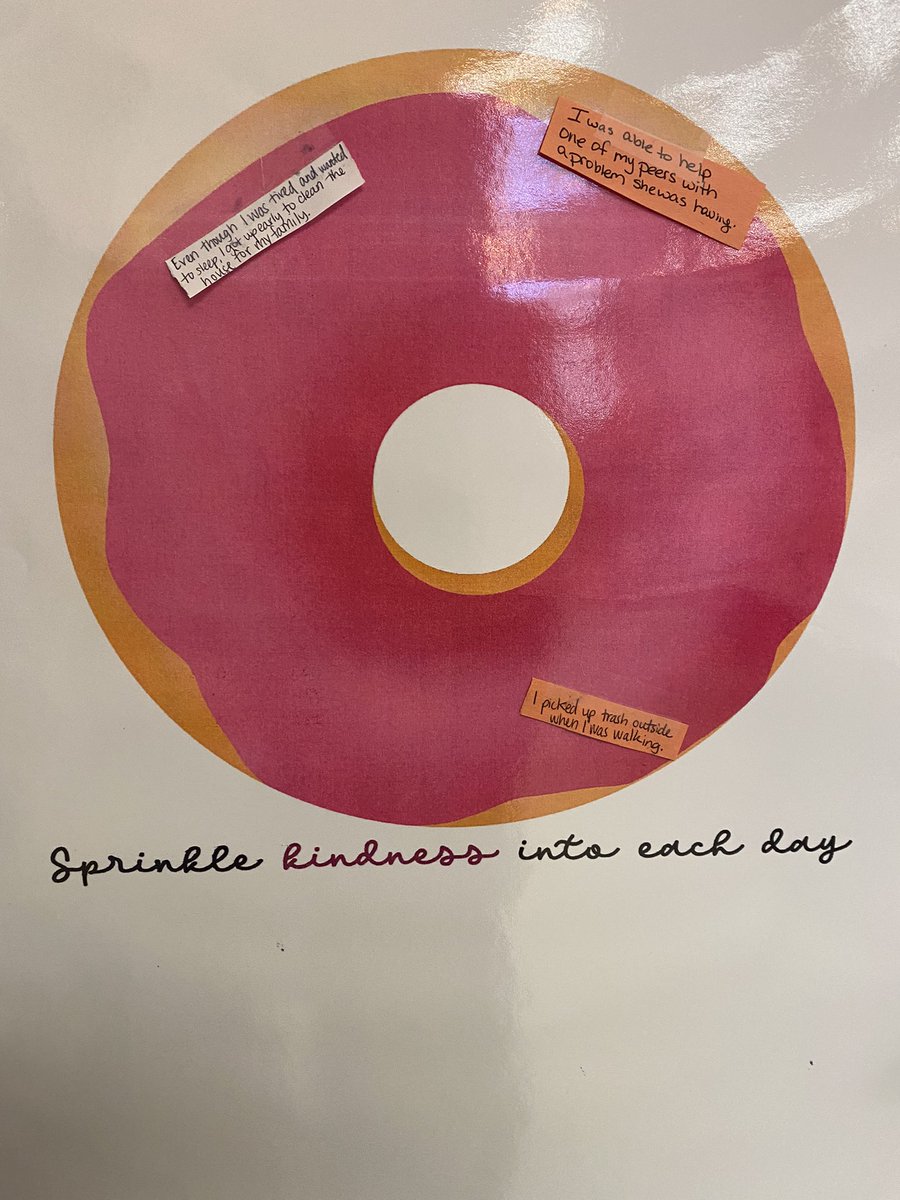 Even though I was tired and wanted
to sleep, I got up early to clean the
house for my family.
I was able to help
One of my peers with
a problem she was having.
I picked up trash outside
when I was walking.
Sprinkle kindness into each day